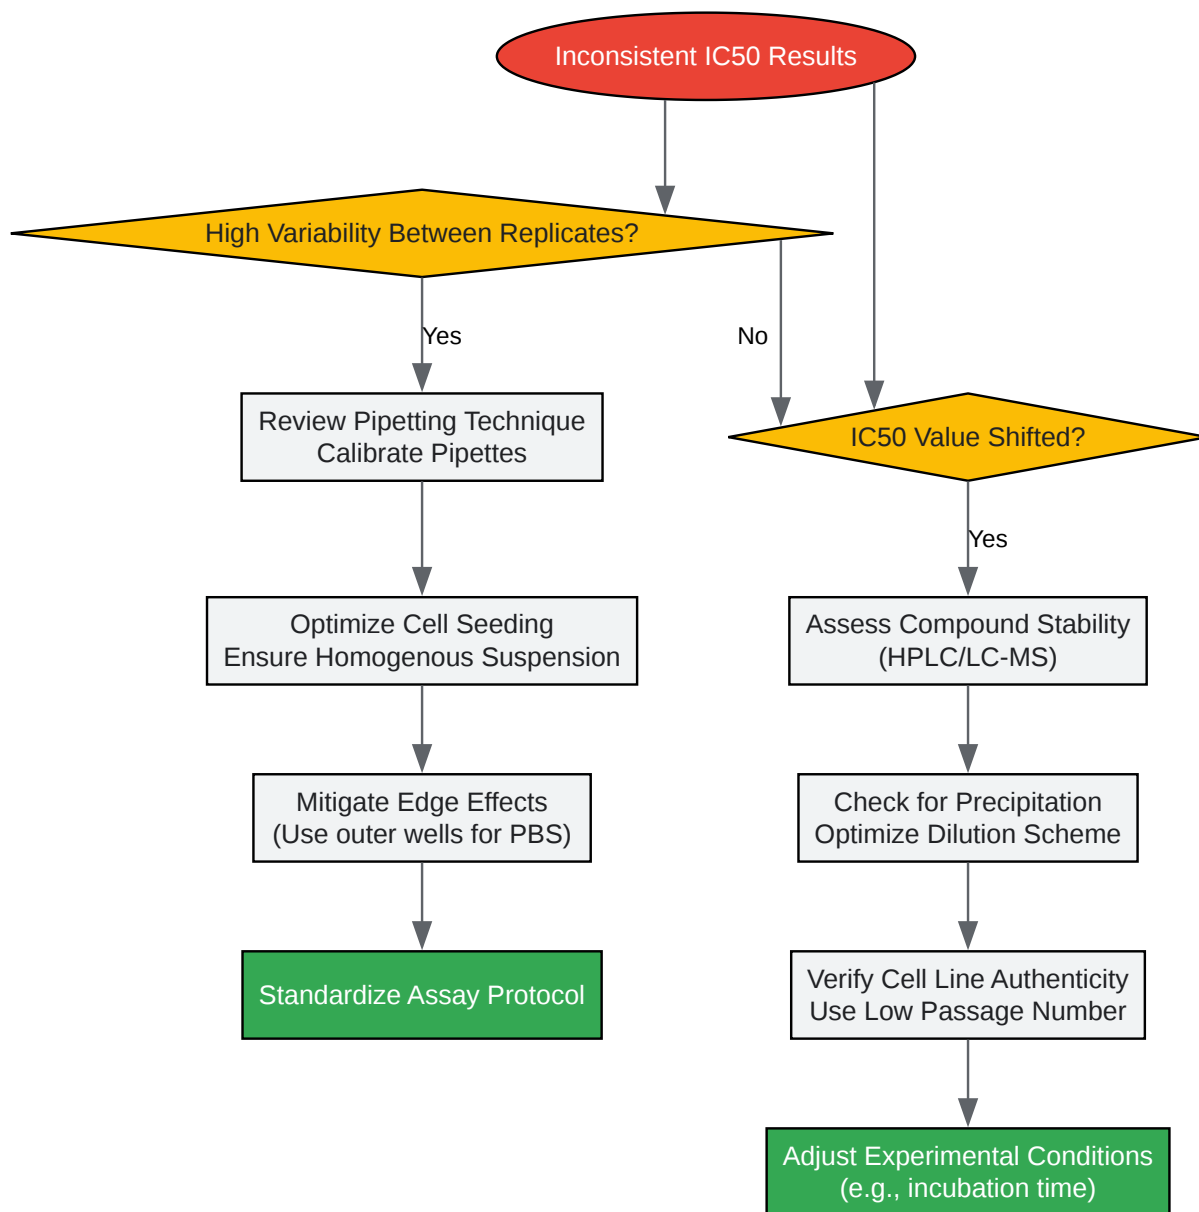 Inconsistent IC50 Results
High Variability Between Replicates?
Yes
No
Review Pipetting Technique
Calibrate Pipettes
IC50 Value Shifted?
Yes
Optimize Cell Seeding
Ensure Homogenous Suspension
Assess Compound Stability
(HPLC/LC-MS)
Mitigate Edge Effects
(Use outer wells for PBS)
Check for Precipitation
Optimize Dilution Scheme
Standardize Assay Protocol
Verify Cell Line Authenticity
Use Low Passage Number
Adjust Experimental Conditions
(e.g., incubation time)